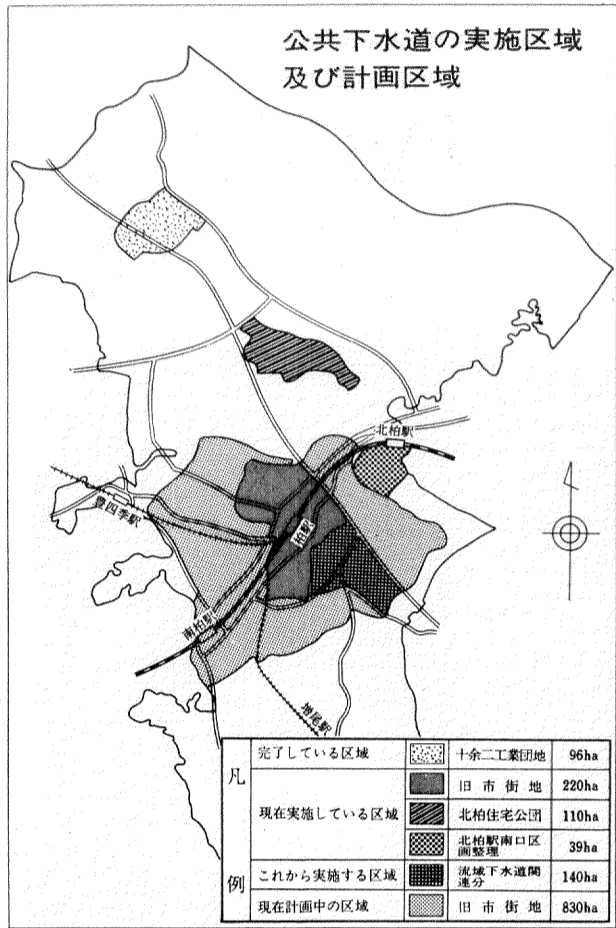 公共下水道の実施区域
及び計画区域
北柏駅
豊四季駅
柏駅
南柏駅
増尾駅
凡例
完了している区域 十余二工業団地 96ha
現在実施している区域 旧市街地 220ha
北柏住宅公団 110ha
北柏駅南口区
画整理 39ha
これから実施する区域 流域下水道関
連分 140ha
現在計画中の区域 旧市街地 830ha